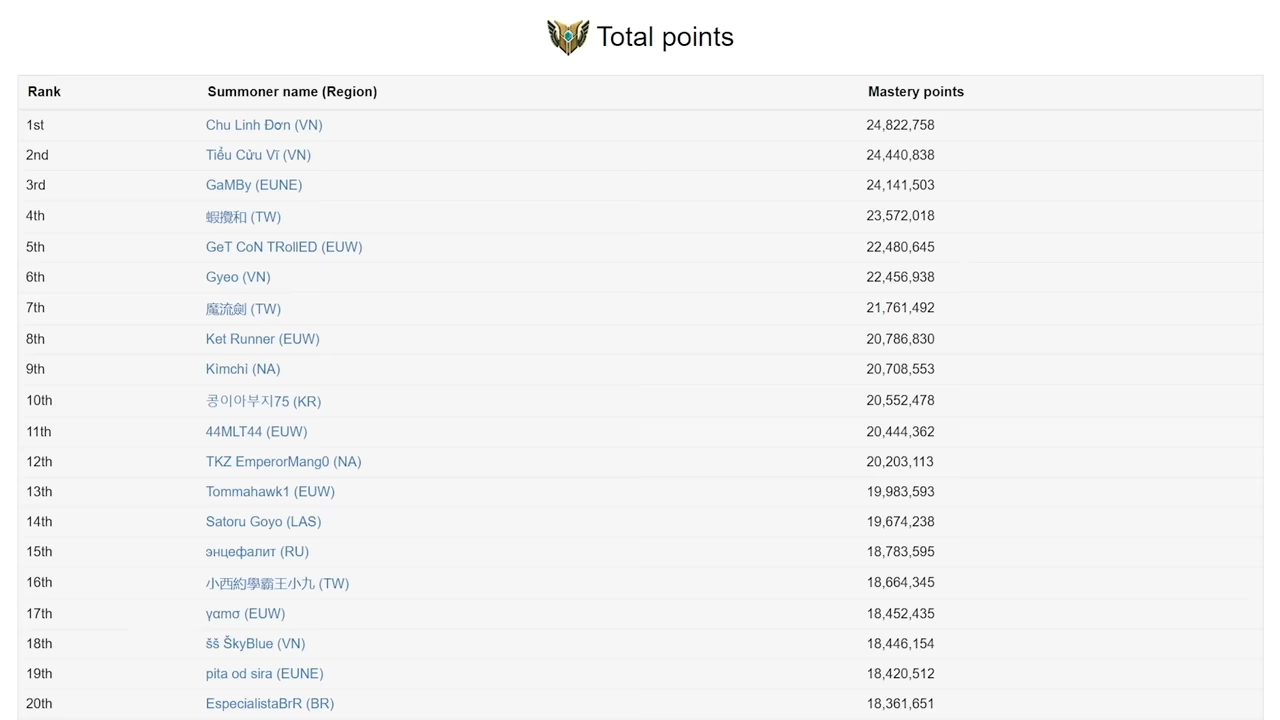 Total points
Rank Summoner name (Region) Mastery points
1st Chu Linh Đơn (VN) 24,822,758
2nd Tiểu Cửu Vĩ (VN) 24,440,838
3rd GaMBy (EUNE) 24,141,503
4th 蝦攪和 (TW) 23,572,018
5th GeT CoN TRollED (EUW) 22,480,645
6th Gyeo (VN) 22,456,938
7th 魔流劍 (TW) 21,761,492
8th Ket Runner (EUW) 20,786,830
9th Kìmchì (NA) 20,708,553
10th 콩이아부지75 (KR) 20,552,478
11th 44MLT44 (EUW) 20,444,362
12th TKZ EmperorMang0 (NA) 20,203,113
13th Tommahawk1 (EUW) 19,983,593
14th Satoru Goyo (LAS) 19,674,238
15th энцефалит (RU) 18,783,595
16th 小西約學霸王小九 (TW) 18,664,345
17th γαmσ (EUW) 18,452,435
18th šš ŠkyBlue (VN) 18,446,154
19th pita od sira (EUNE) 18,420,512
20th EspecialistaBrR (BR) 18,361,651